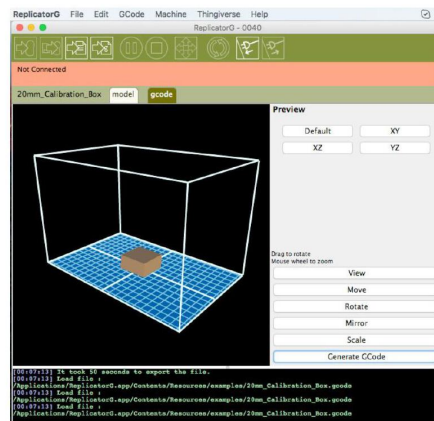 ReplicatorG File Edit GCode Machine Thingiverse Help
ReplicatorG - 0040
Not Connected
20mm_Calibration_Box model gcode
Preview
Default XY
XZ YZ
Drag to rotate
Mouse wheel to zoom
View
Move
Rotate
Mirror
Scale
Generate GCode
[00:07:13] It took 50 seconds to export the file.
[00:07:13] Load file :
/Applications/ReplicatorG.app/Contents/Resources/examples/20mm_Calibration_Box.gcode
[00:07:13] Load file :
/Applications/ReplicatorG.app/Contents/Resources/examples/20mm_Calibration_Box.gcode
[00:07:13] Load file :
/Applications/ReplicatorG.app/Contents/Resources/examples/20mm_Calibration_Box.gcode